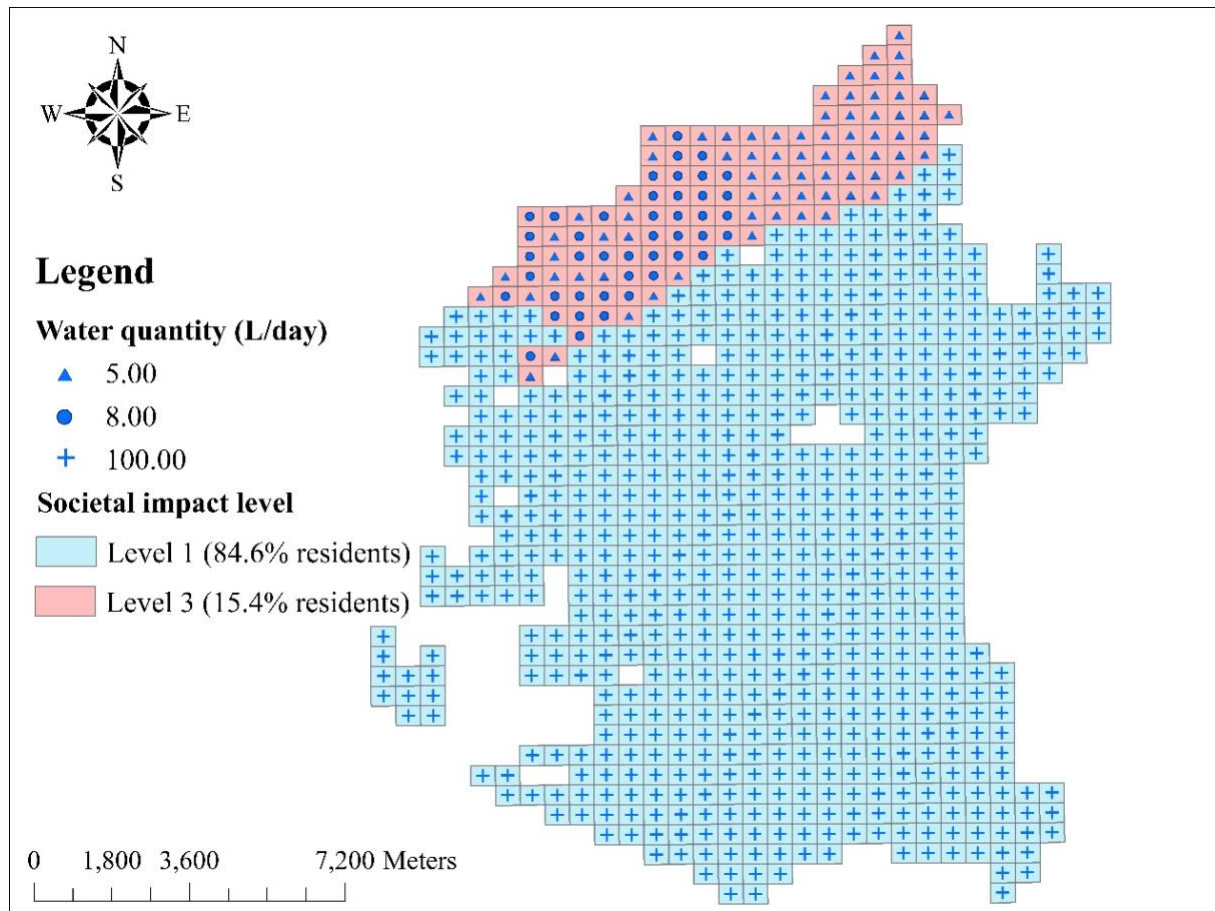 N
W E
S
Legend
Water quantity (L/day)
5.00
8.00
100.00
Societal impact level
Level 1 (84.6% residents)
Level 3 (15.4% residents)
0 1,800 3,600 7,200 Meters